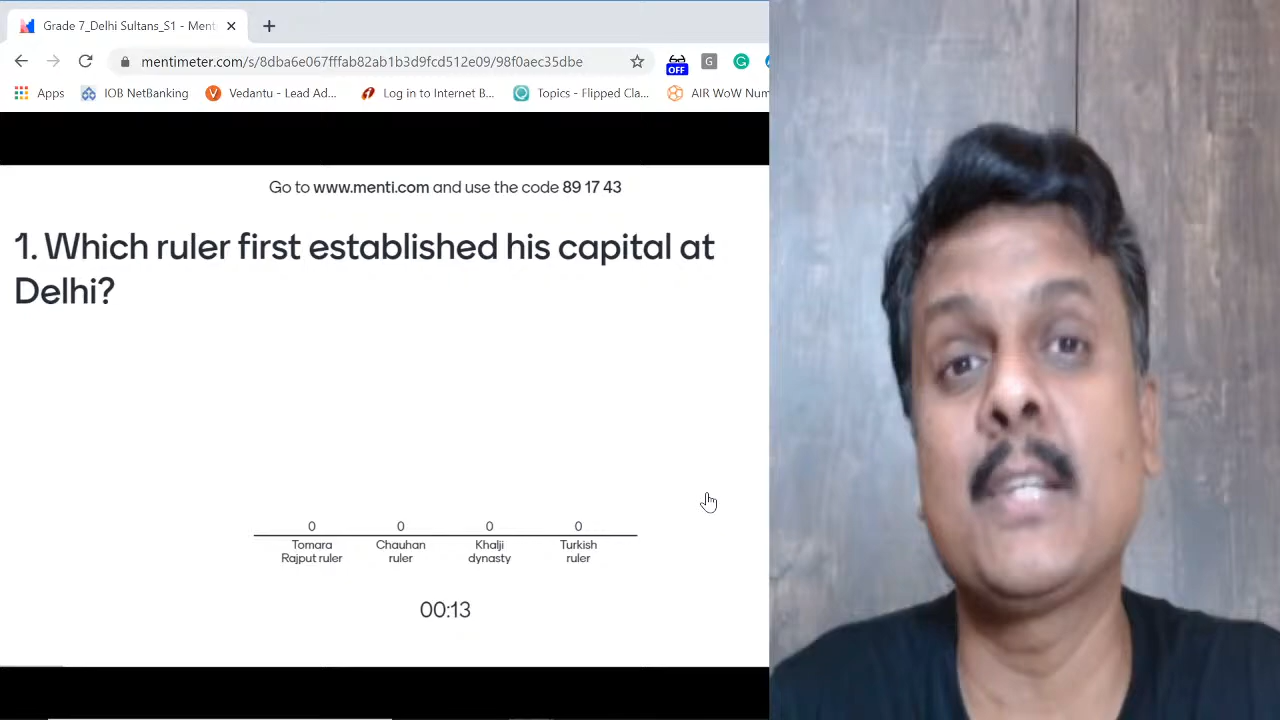 Grade 7_Delhi Sultans_S1 - Ment
mentimeter.com/s/8dba6e067fffab82ab1b3d9fcd512e09/98f0aec35dbe
OFF
G
Apps
IOB NetBanking
Vedantu - Lead Ad...
Log in to Internet B...
Topics - Flipped Cla...
AIR WoW Num
Go to www.menti.com and use the code 89 17 43
1. Which ruler first established his capital at
Delhi?
0 0 0 0
Tomara
Rajput ruler
Chauhan
ruler
Khalji
dynasty
Turkish
ruler
00:13